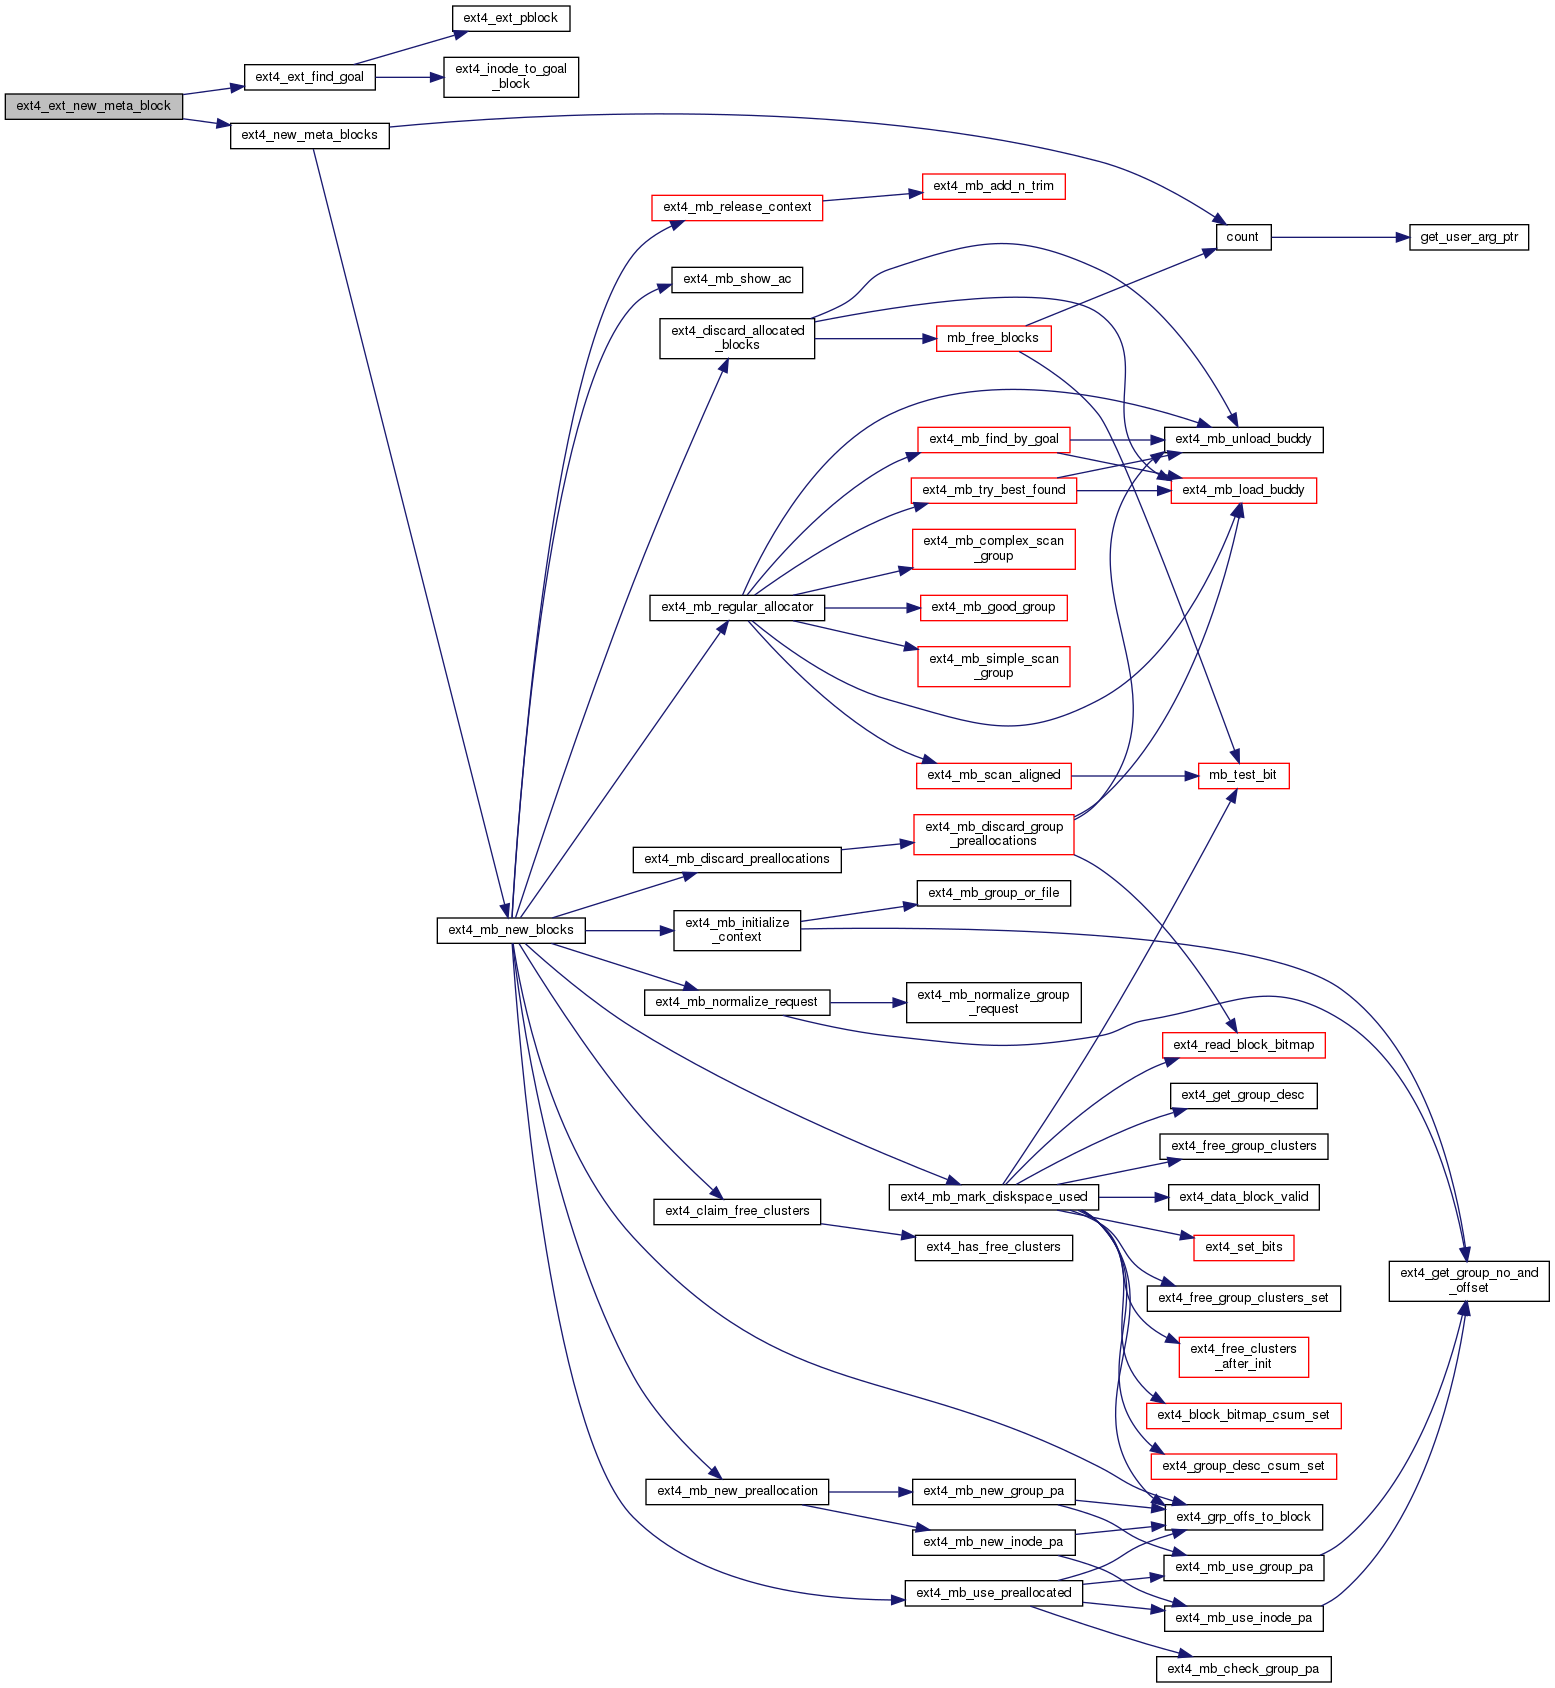 ext4_ext_pblock
ext4_ext_find_goal
ext4_inode_to_goal
_block
ext4_ext_new_meta_block
ext4_new_meta_blocks
ext4_mb_release_context
ext4_mb_add_n_trim
count
get_user_arg_ptr
ext4_mb_show_ac
ext4_discard_allocated
_blocks
mb_free_blocks
ext4_mb_find_by_goal
ext4_mb_unload_buddy
ext4_mb_try_best_found
ext4_mb_load_buddy
ext4_mb_complex_scan
_group
ext4_mb_regular_allocator
ext4_mb_good_group
ext4_mb_simple_scan
_group
ext4_mb_scan_aligned
mb_test_bit
ext4_mb_discard_group
_preallocations
ext4_mb_discard_preallocations
ext4_mb_group_or_file
ext4_mb_new_blocks
ext4_mb_initialize
_context
ext4_mb_normalize_request
ext4_mb_normalize_group
_request
ext4_read_block_bitmap
ext4_get_group_desc
ext4_free_group_clusters
ext4_mb_mark_diskspace_used
ext4_data_block_valid
ext4_claim_free_clusters
ext4_has_free_clusters
ext4_set_bits
ext4_get_group_no_and
_offset
ext4_free_group_clusters_set
ext4_free_clusters
_after_init
ext4_block_bitmap_csum_set
ext4_group_desc_csum_set
ext4_mb_new_preallocation
ext4_mb_new_group_pa
ext4_grp_offs_to_block
ext4_mb_new_inode_pa
ext4_mb_use_group_pa
ext4_mb_use_preallocated
ext4_mb_use_inode_pa
ext4_mb_check_group_pa